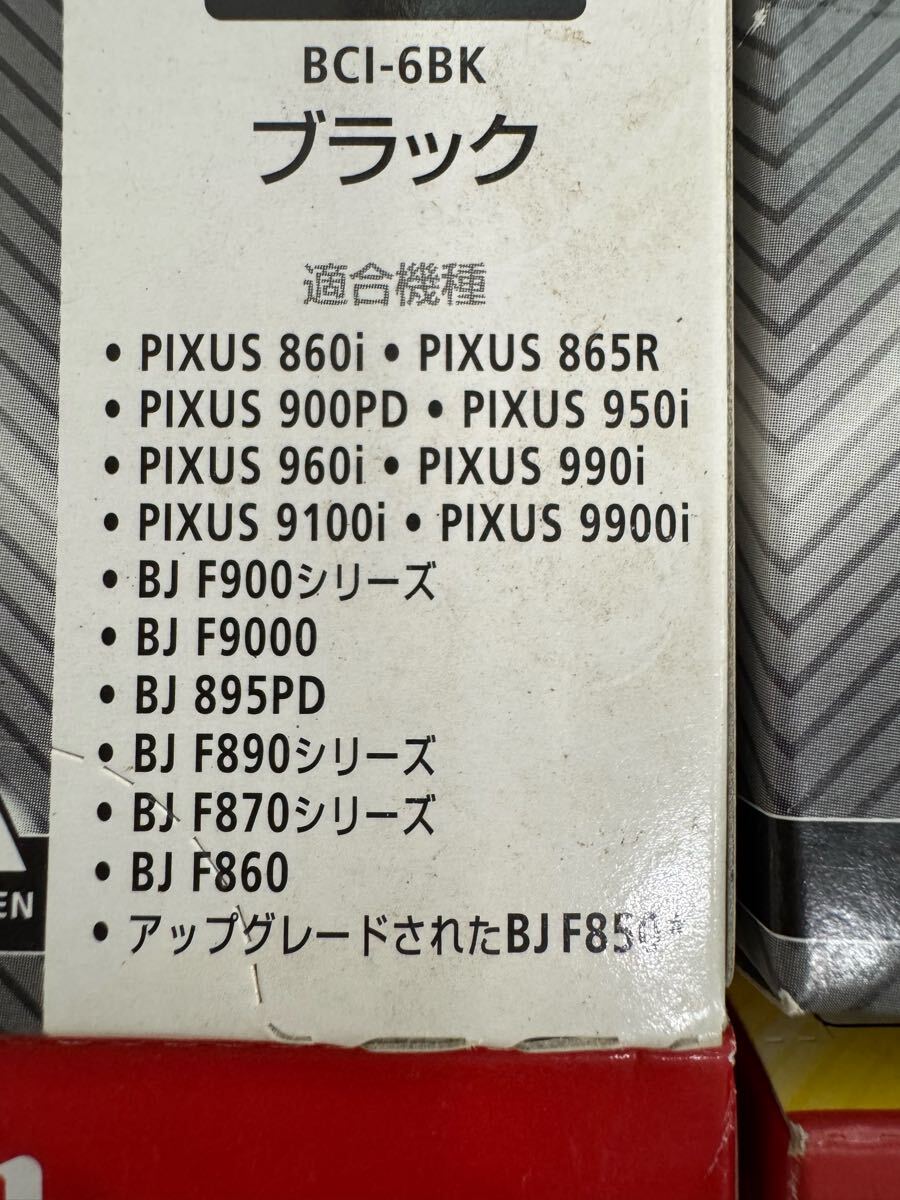 BCI-6BK
ブラック
適合機種
• PIXUS 860i • PIXUS 865R
• PIXUS 900PD • PIXUS 950i
• PIXUS 960i • PIXUS 990i
• PIXUS 9100i • PIXUS 9900i
• BJ F900シリーズ
• BJ F9000
• BJ 895PD
• BJ F890シリーズ
• BJ F870シリーズ
• BJ F860
• アップグレードされたBJ F850*